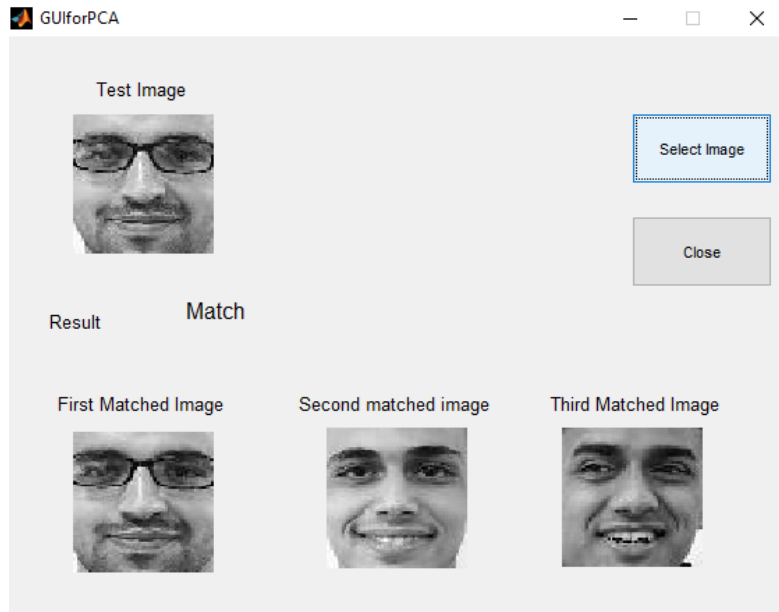 GUIforPCA
Test Image
Select Image
Close
Result
Match
First Matched Image
Second matched image
Third Matched Image